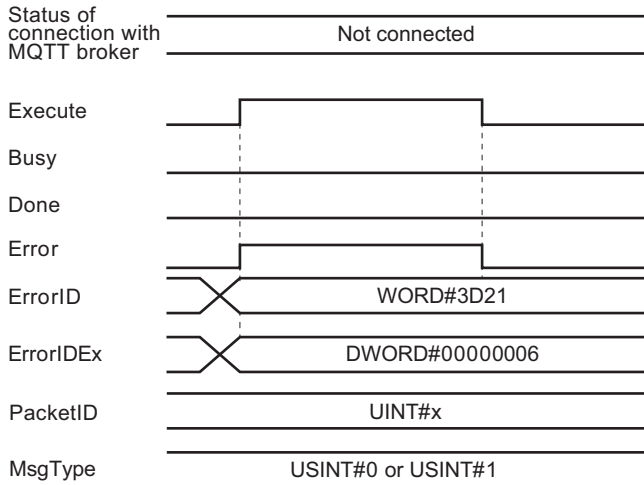 Status of
connection with
MQTT broker
Not connected
Execute
Busy
Done
Error
ErrorID
WORD#3D21
ErrorIDEx
DWORD#00000006
PacketID
UINT#x
MsgType
USINT#0 or USINT#1